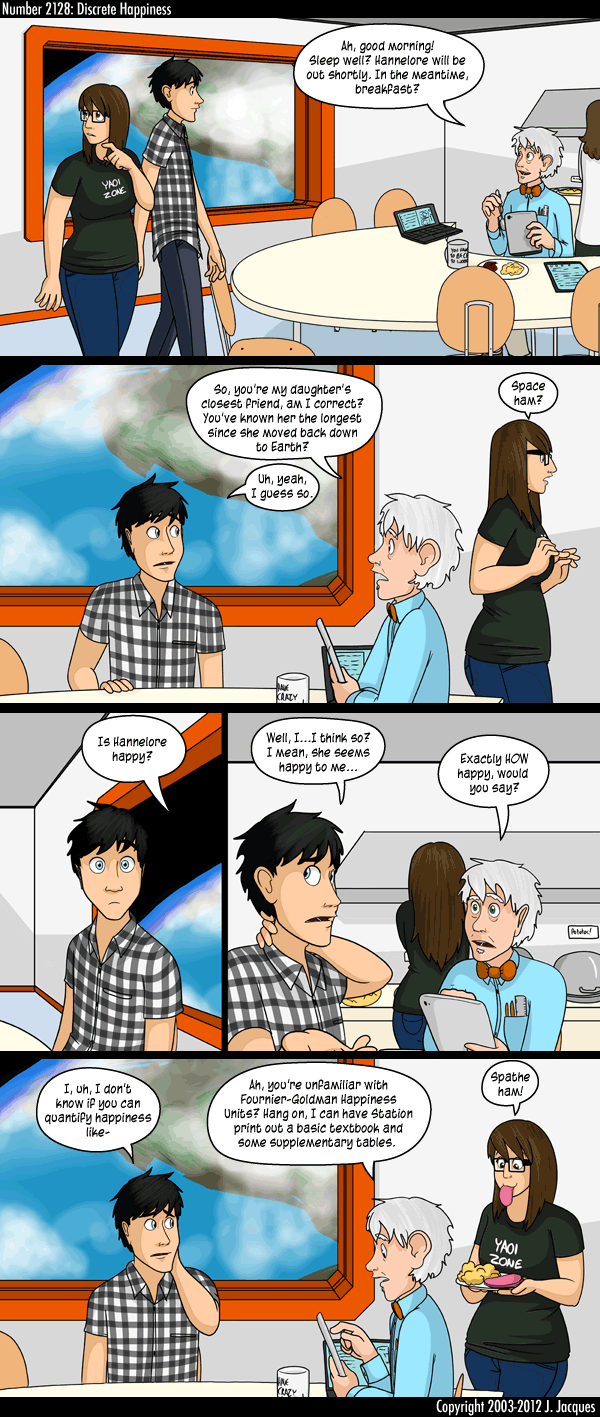 Number 2128: Discrete Happiness
Ah, good morning!
Sleep well? Hannelore will be
out shortly. In the meantime,
breakfast?
YAOI
ZONE
So, you're my daughter's
closest friend, am I correct?
You've known her the longest
since she moved back down
to Earth?
Uh, yeah,
I guess so.
Space
ham?
CRAZY
Is Hannelore
happy?
Well, I...I think so?
I mean, she seems
happy to me...
Exactly HOW
happy, would
you say?
Potatoc!
I, uh, I don't
know if you can
quantify happiness
like-
Ah, you're unfamiliar with
Fournier-Goldman Happiness
Units? Hang on, I can have Station
print out a basic textbook and
some supplementary tables.
Spathe
ham!
YAOI
ZONE
CRAZY
Copyright 2003-2012 J. Jacques